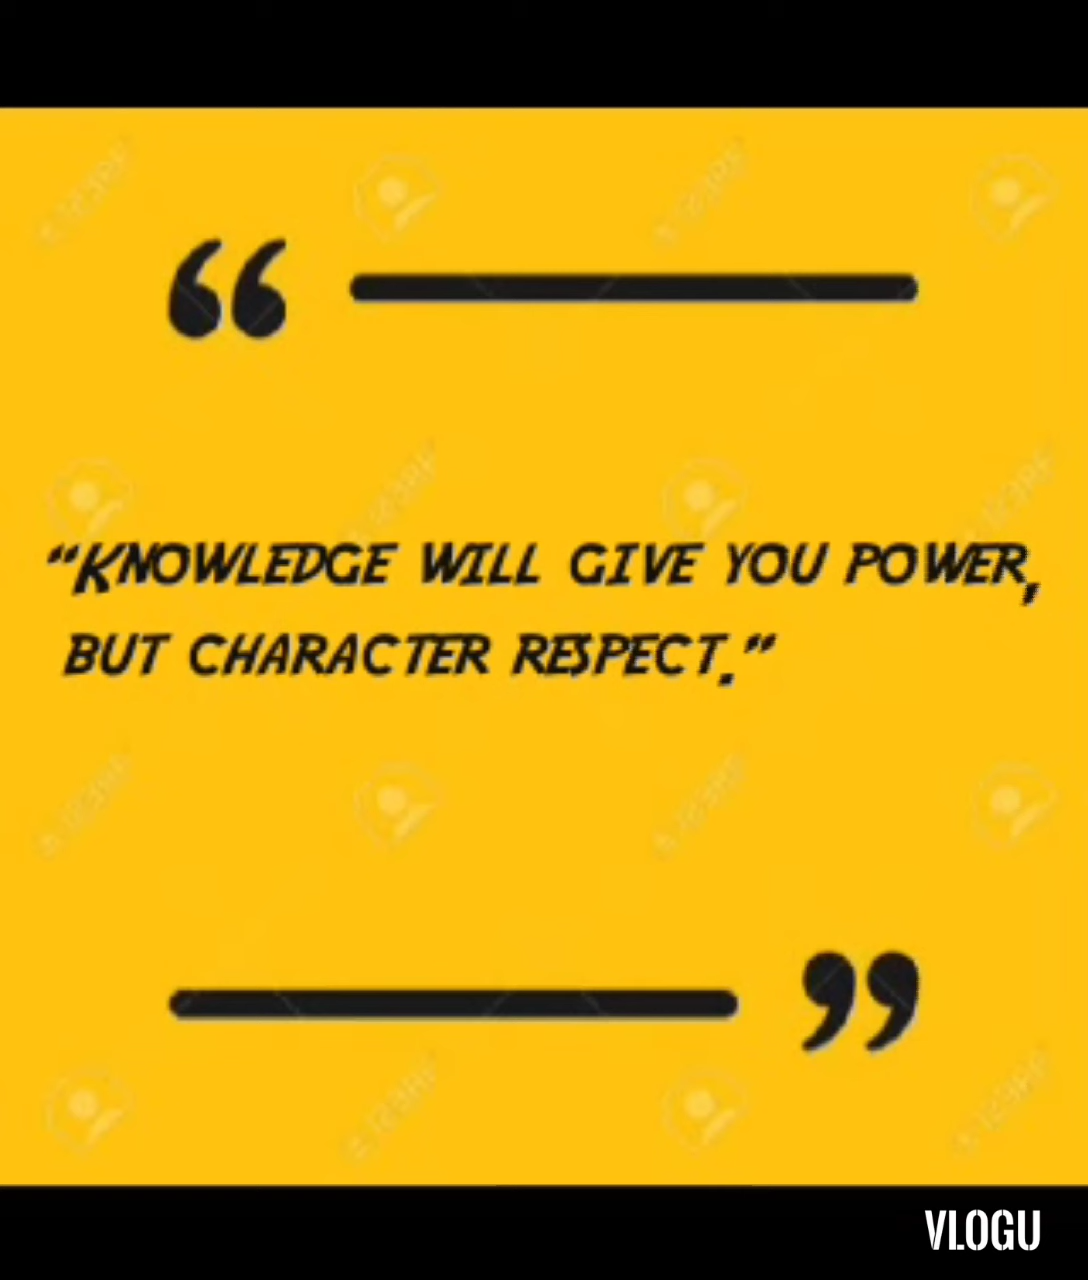 “Knowledge will give you power,
but character respect.”
VLOGU